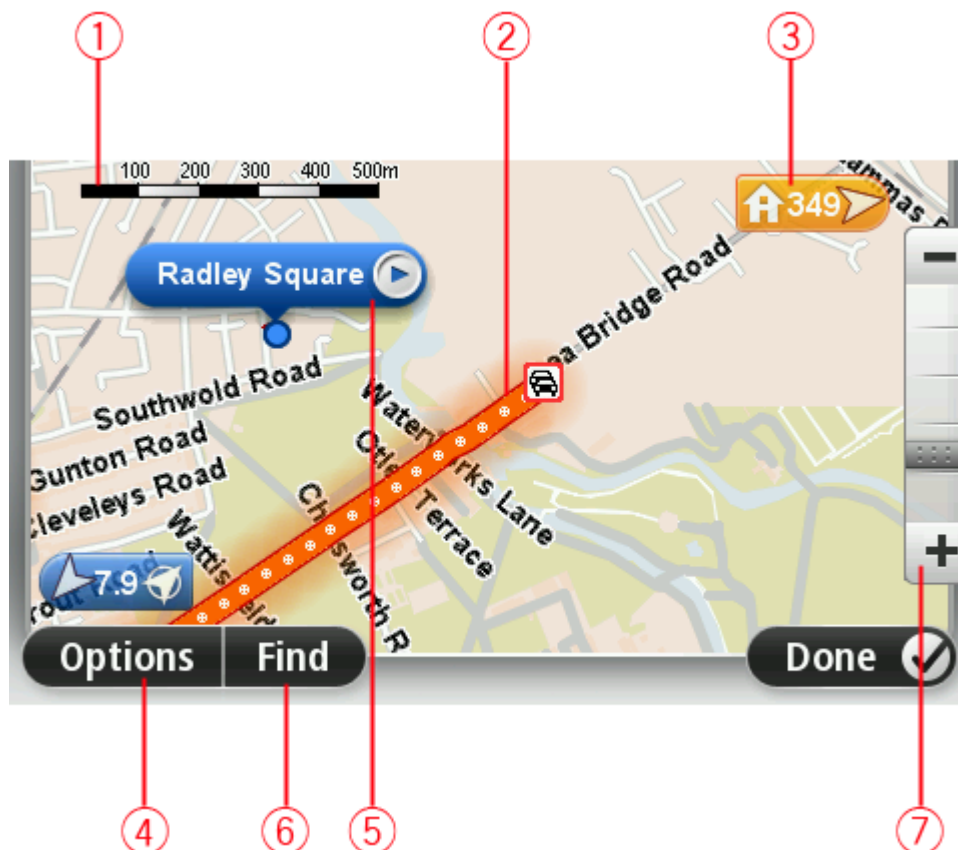 1
2
3
100 200 300 400 500m
349
Radley Square
Bridge Road
Southwold Road
Gunton Road
Cleveleys Road
Lane
Terrace
7.9
Road
Options
Find
Done
4
6
5
7